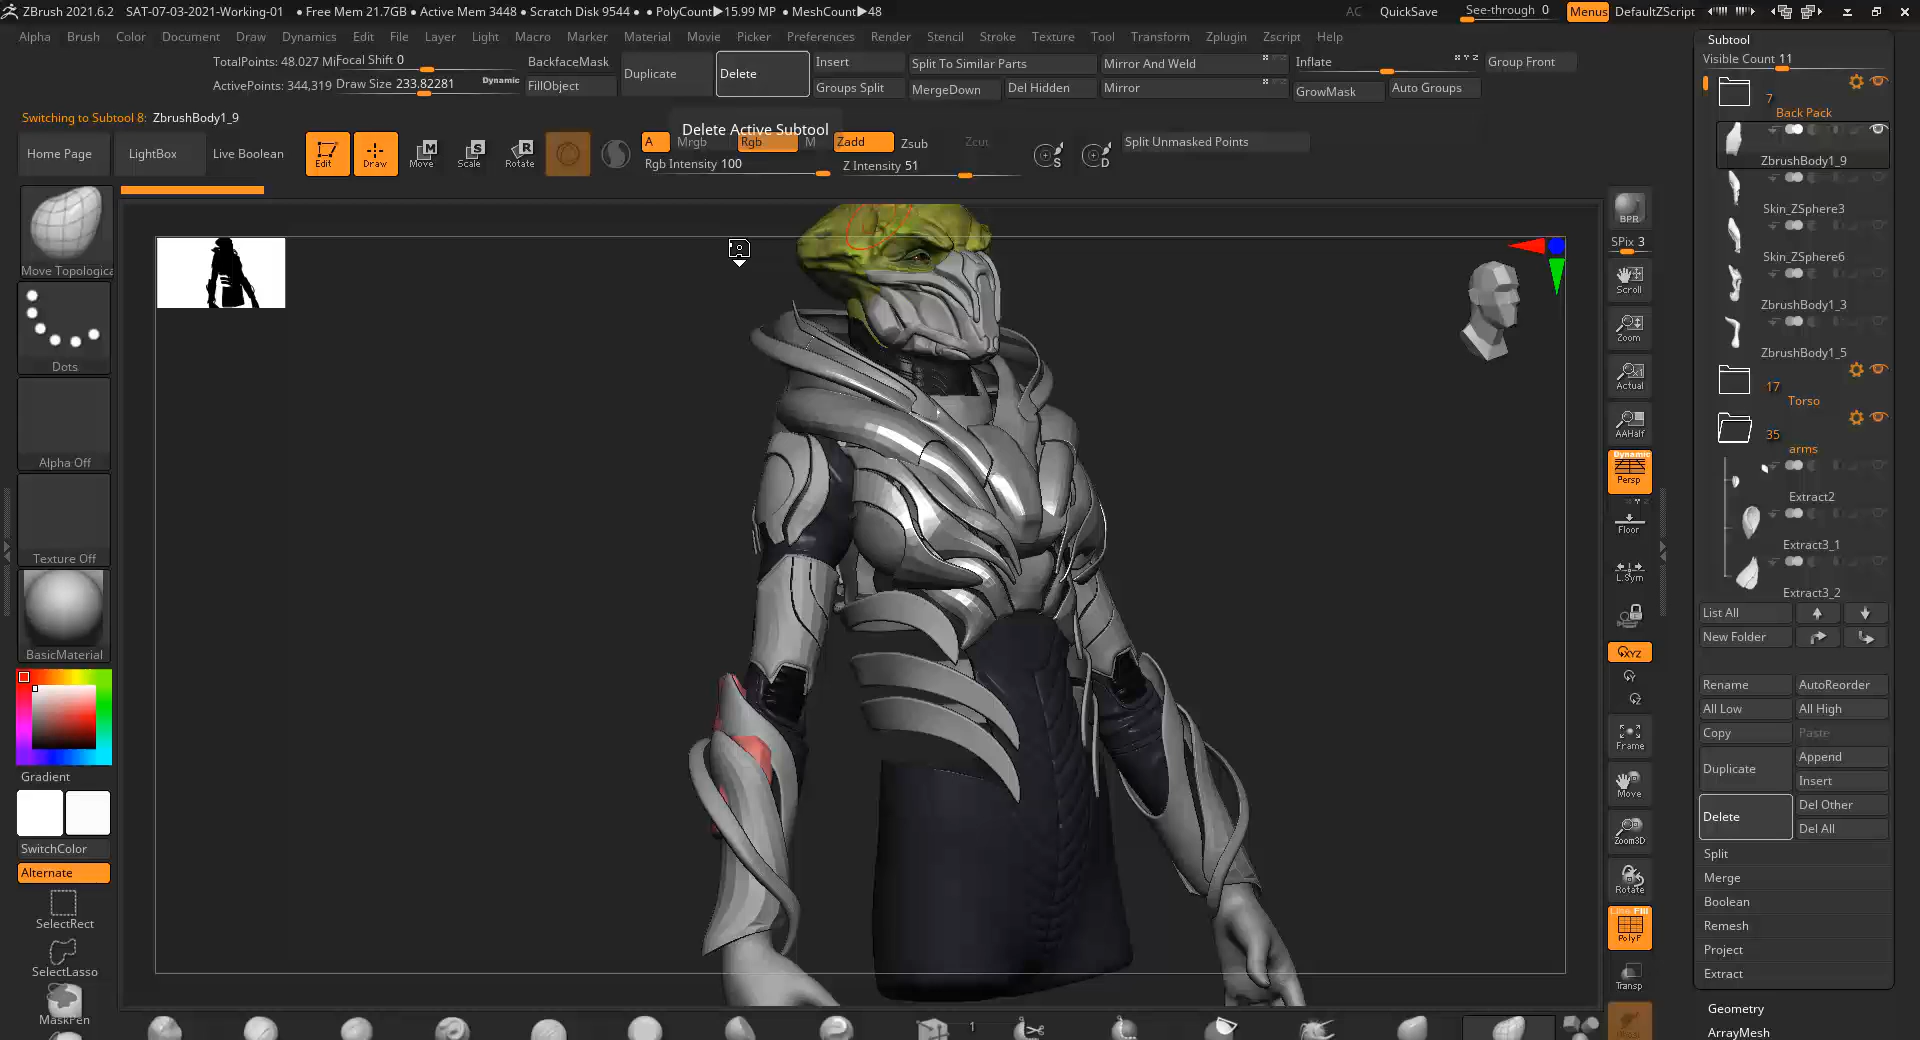 ZBrush 2021.6.2 SAT-07-03-2021-Working-01 • Free Mem 21.7GB • Active Mem 3448 • Scratch Disk 9544 • • PolyCount▶15.99 MP • MeshCount▶48 AC QuickSave See-through 0 Menus DefaultZScript
Alpha Brush Color Document Draw Dynamics Edit File Layer Light Macro Marker Material Movie Picker Preferences Render Stencil Stroke Texture Tool Transform Zplugin Zscript Help
TotalPoints: 48.027 Mi Focal Shift 0 BackfaceMask Duplicate Delete Insert Split To Similar Parts Mirror And Weld Inflate Group Front
ActivePoints: 344,319 Draw Size 233.82281 Dynamic FillObject Groups Split MergeDown Del Hidden Mirror GrowMask Auto Groups
Switching to Subtool 8: ZbrushBody1_9
Delete Active Subtool
Home Page LightBox Live Boolean Edit Draw Move Scale Rotate A Mrgb Rgb M Zadd Zsub Zcut S D Split Unmasked Points
Rgb Intensity 100 Z Intensity 51
Move Topologica
Dots
Alpha Off
Texture Off
BasicMaterial
Gradient
SwitchColor
Alternate
SelectRect
SelectLasso
MaskPen
1
BPR
SPix 3
Scroll
Zoom
Actual
AAHalf
Dynamic
Persp
Floor
L.Sym
XYZ
Y
Z
Frame
Move
Zoom3D
Rotate
Line Fill
PolyF
Transp
Subtool
Visible Count 11
7
Back Pack
ZbrushBody1_9
Skin_ZSphere3
Skin_ZSphere6
ZbrushBody1_3
ZbrushBody1_5
17
Torso
35
arms
Extract2
Extract3_1
Extract3_2
List All
New Folder
Rename AutoReorder
All Low All High
Copy Paste
Duplicate Append
Insert
Delete Del Other
Del All
Split
Merge
Boolean
Remesh
Project
Extract
Geometry
ArrayMesh